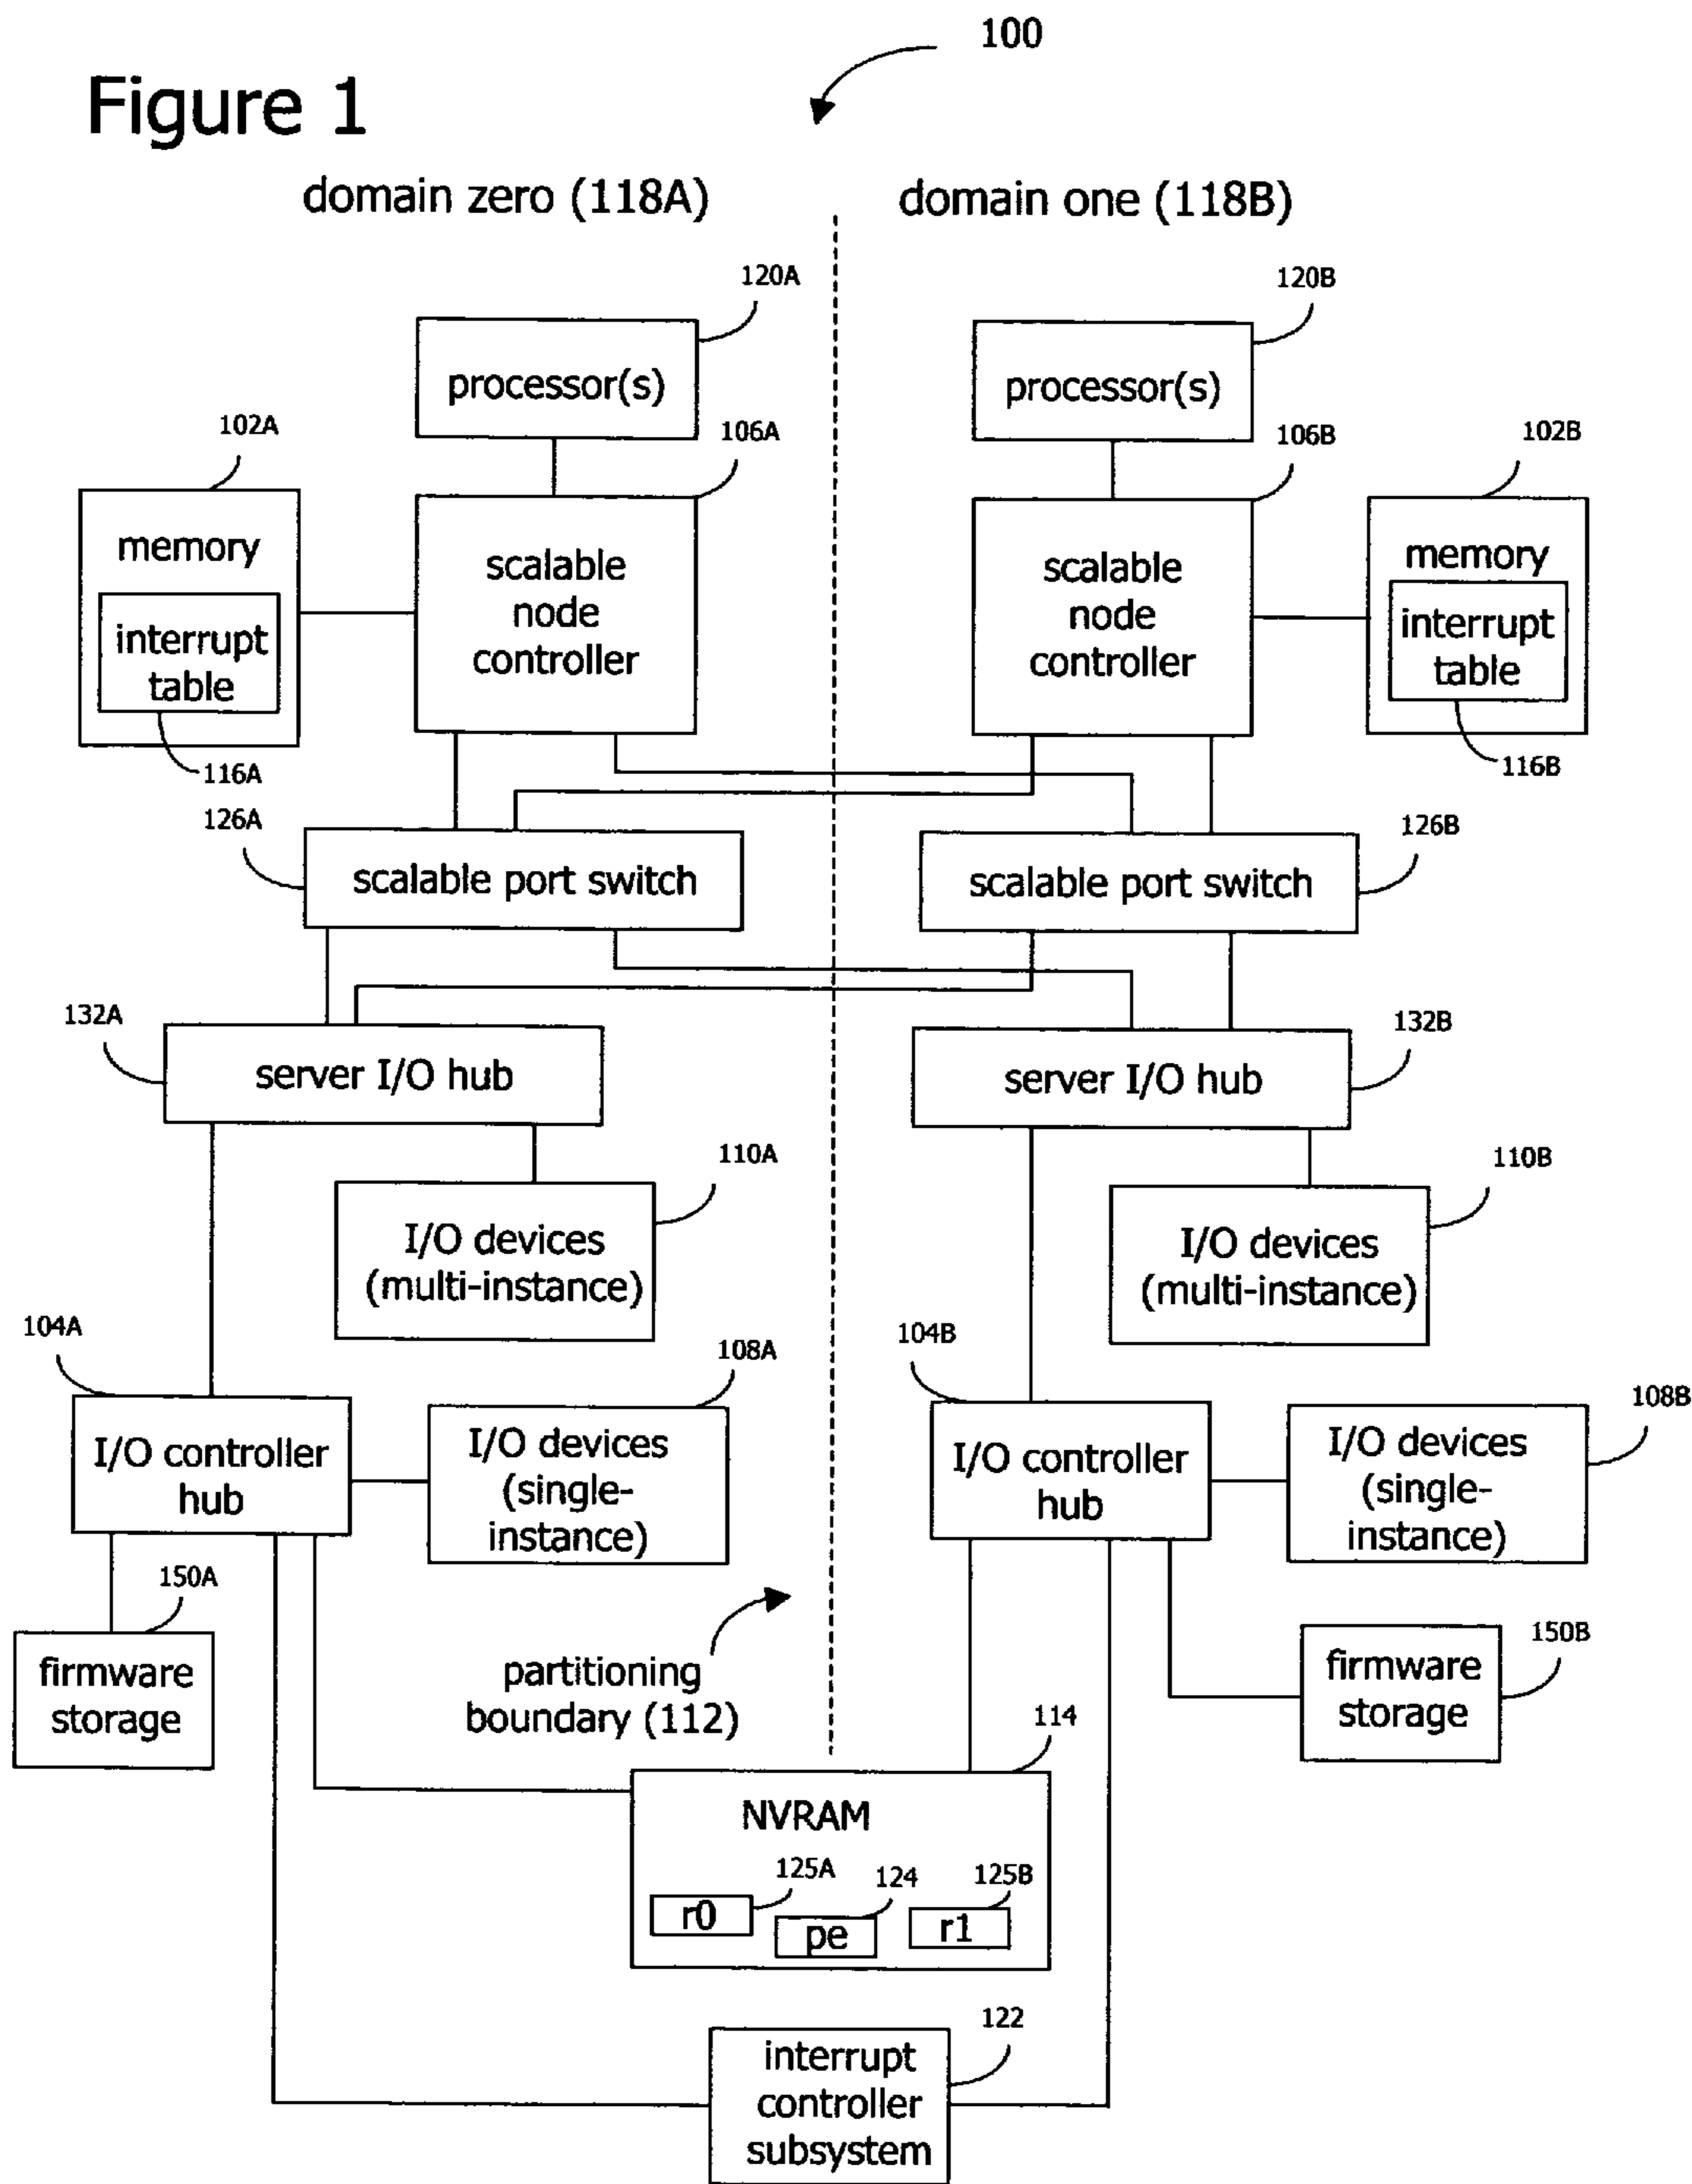 100
Figure 1
domain zero (118A)
domain one (118B)
120A
120B
processor(s)
processor(s)
102A
106A
106B
102B
memory
scalable
node
controller
scalable
node
controller
memory
interrupt
table
interrupt
table
116A
116B
126A
126B
scalable port switch
scalable port switch
132A
132B
server I/O hub
server I/O hub
110A
110B
I/O devices
(multi-instance)
I/O devices
(multi-instance)
104A
108A
104B
108B
I/O controller
hub
I/O devices
(single-
instance)
I/O controller
hub
I/O devices
(single-
instance)
150A
150B
firmware
storage
partitioning
boundary (112)
firmware
storage
114
NVRAM
125A
124
125B
r0
pe
r1
122
interrupt
controller
subsystem